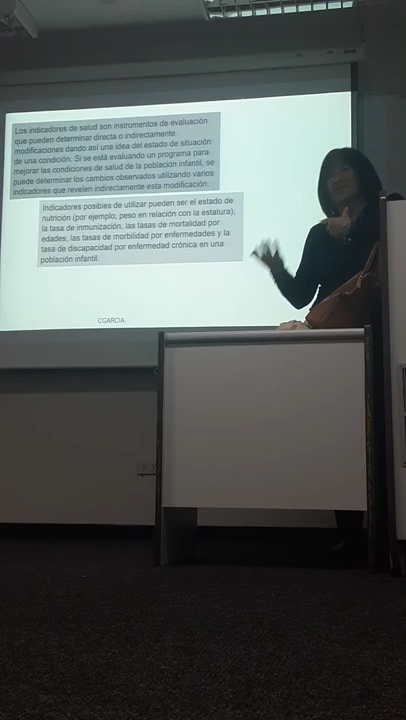 Los indicadores de salud son instrumentos de evaluación
que pueden determinar directa o indirectamente
modificaciones dando así una idea del estado de situación
de una condición. Si se está evaluando un programa para
mejorar las condiciones de salud de la población infantil, se
puede determinar los cambios observados utilizando varios
indicadores que revelen indirectamente esta modificación.
Indicadores posibles de utilizar pueden ser el estado de
nutrición (por ejemplo, peso en relación con la estatura),
la tasa de inmunización, las tasas de mortalidad por
edades, las tasas de morbilidad por enfermedades y la
tasa de discapacidad por enfermedad crónica en una
población infantil.
CGARCIA